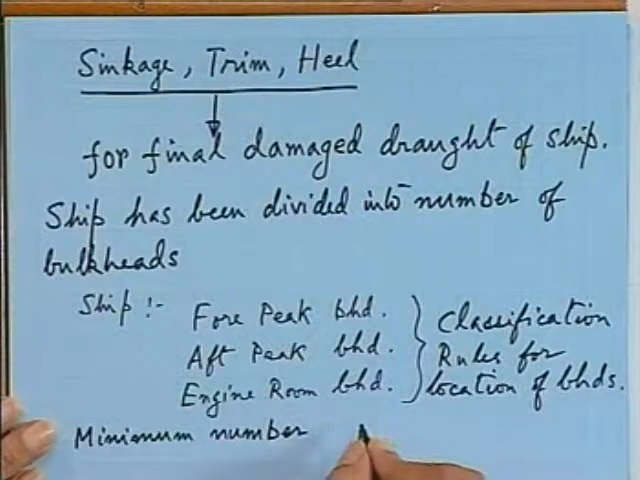 Sinkage, Trim, Heel
for final damaged draught of ship.
Ship has been divided into number of
bulkheads
Ship :- Fore Peak bhd.
Aft Peak bhd.
Engine Room bhd.
Classification
Rules for
location of bhds.
Minimum number